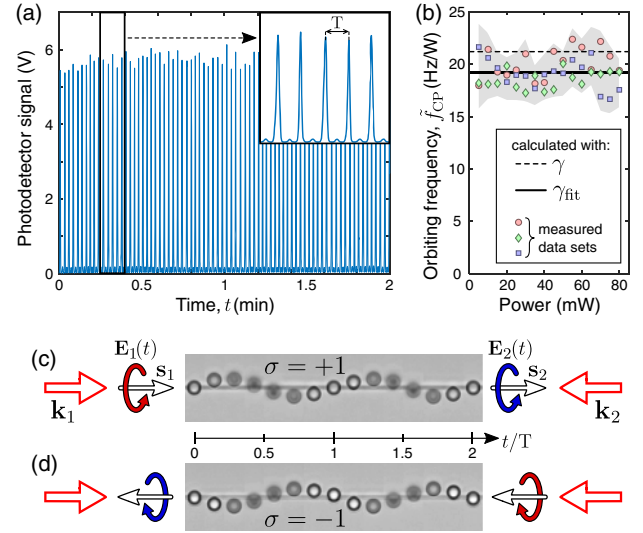 (a)
Photodetector signal (V)
0
2
4
6
8
T
0
0.5
1
1.5
2
Time, t (min)
(b)
Orbiting frequency, f̃CP (Hz/W)
25
20
15
10
5
0
calculated with:
γ
γfit
measured
data sets
0
20
40
60
80
Power (mW)
(c)
E1(t)
s1
k1
σ = +1
E2(t)
s2
k2
0
0.5
1
1.5
2
t/T
(d)
σ = −1